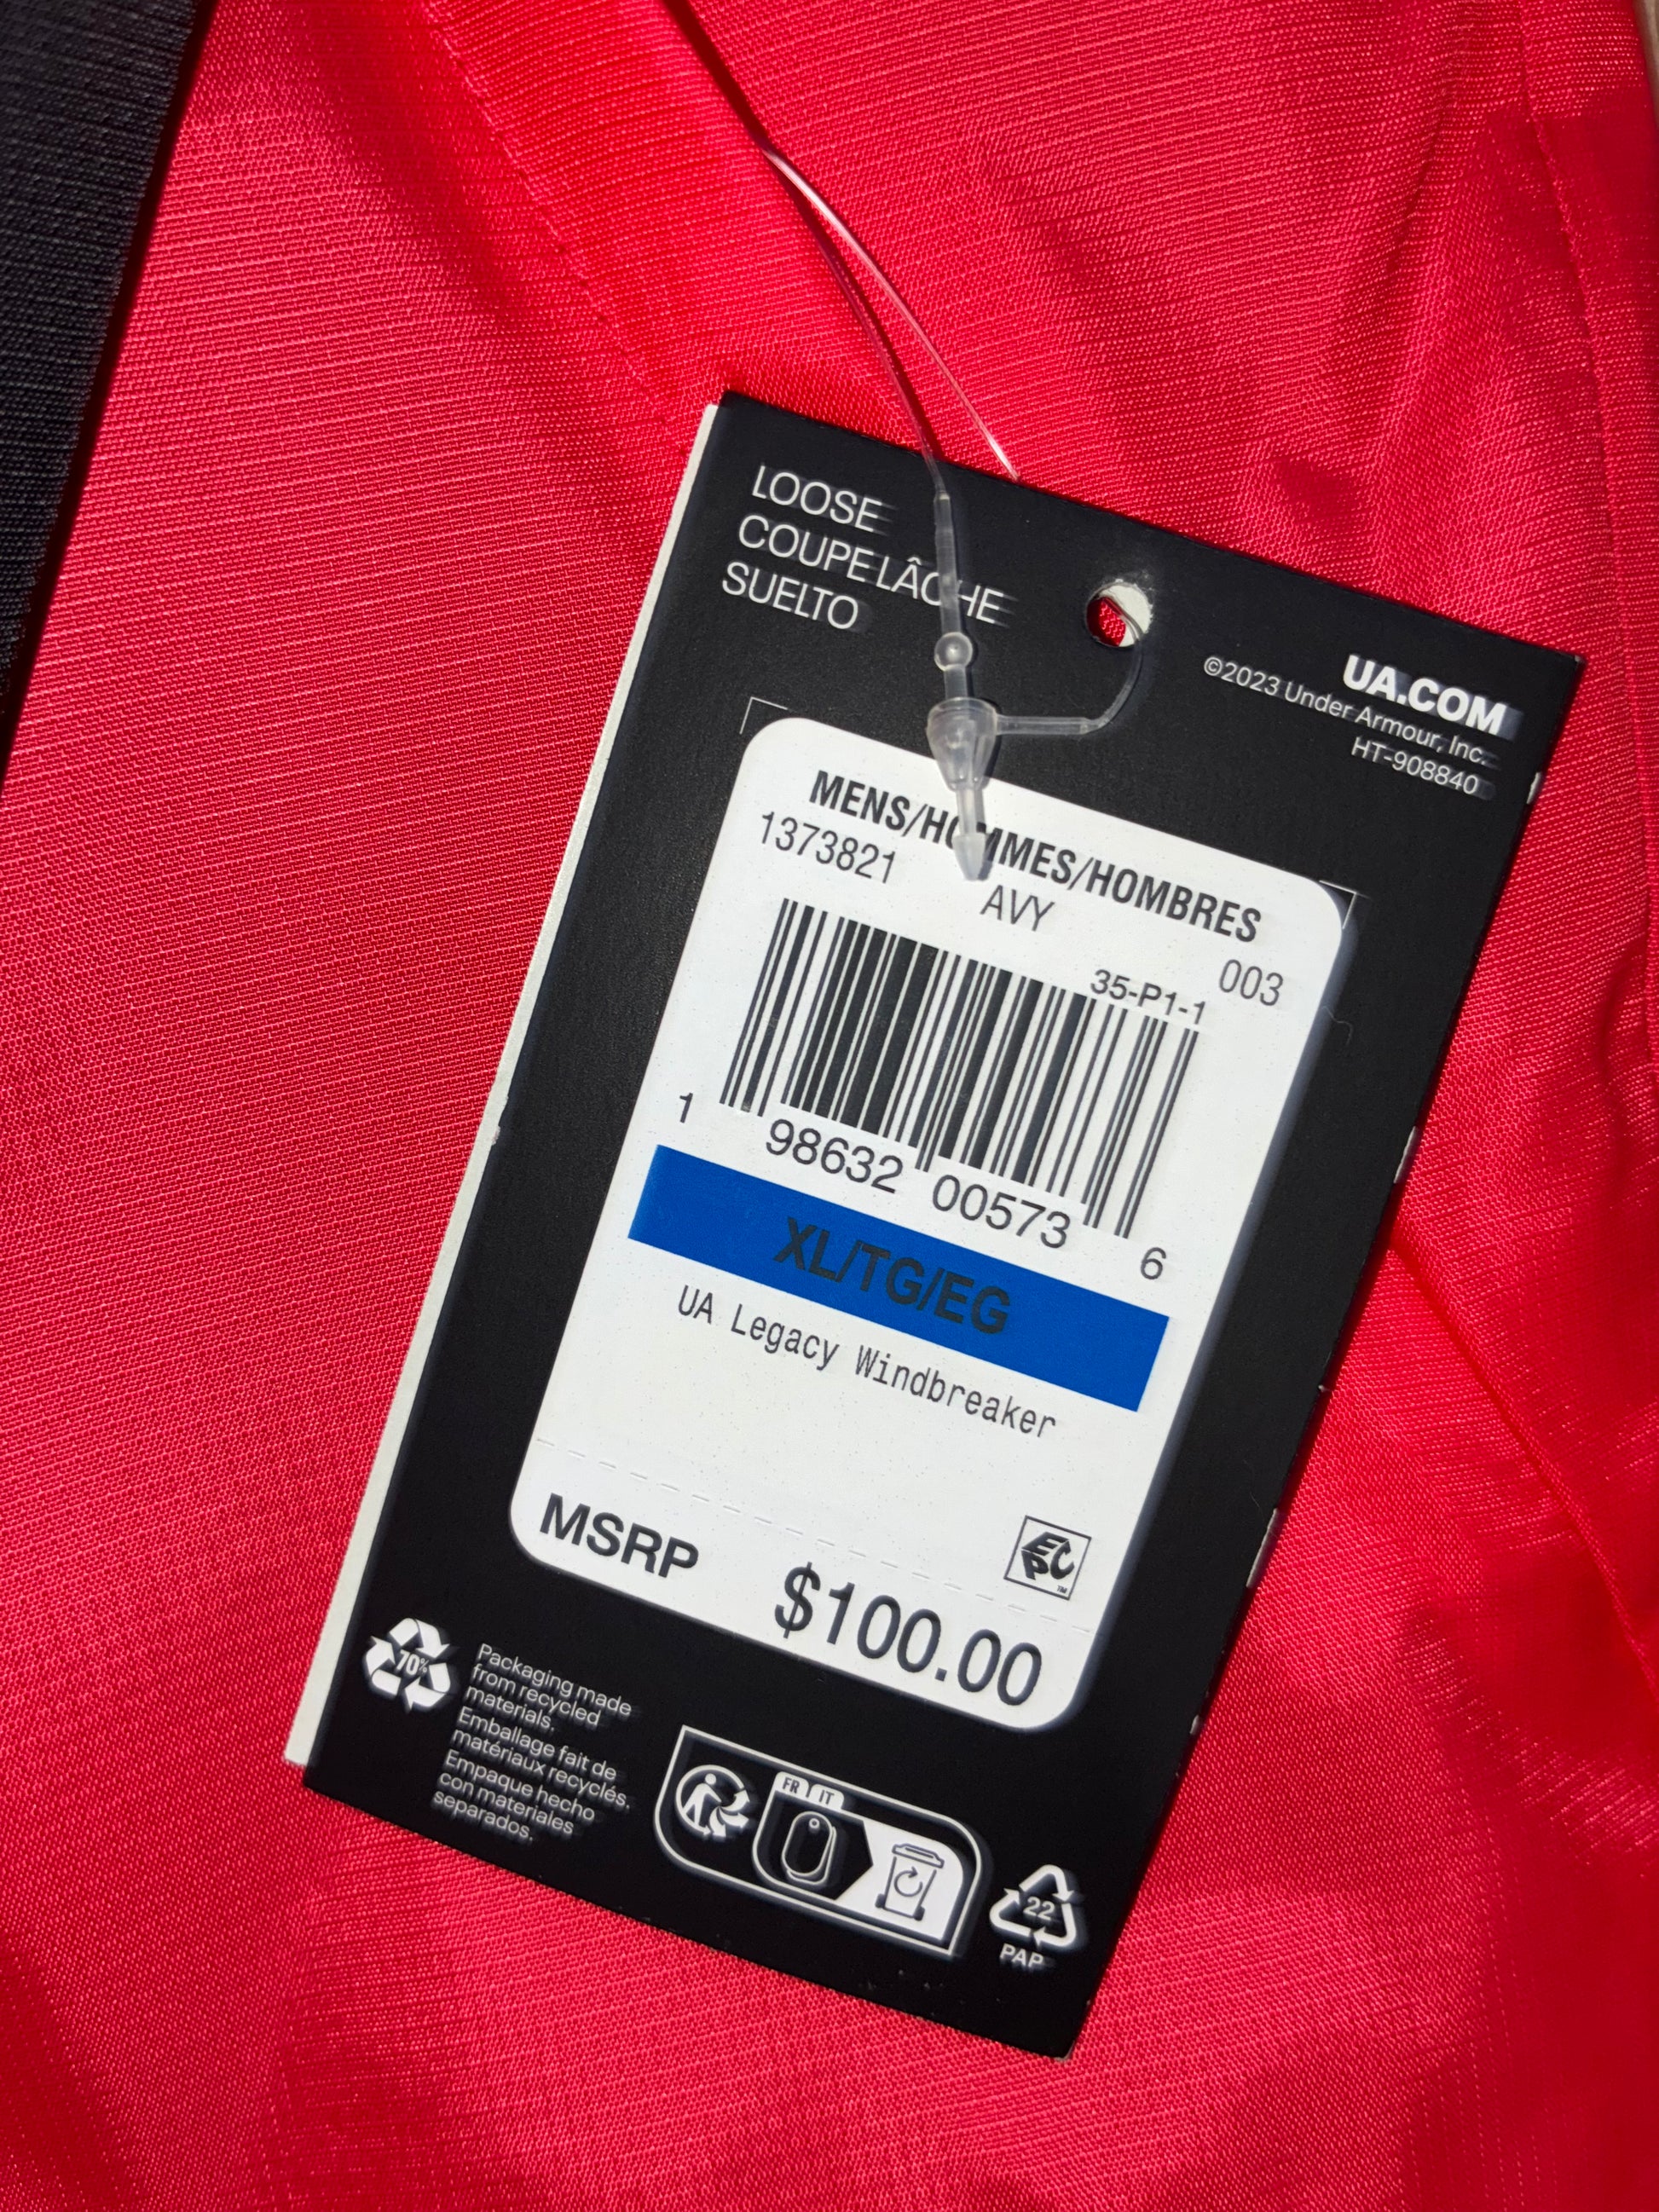 LOOSE
COUPE LÂCHE
SUELTO
UA.COM
©2023 Under Armour, Inc.
HT-908840
MENS/HOMMES/HOMBRES
1373821 AVY 003
35-P1-1
1 98632 00573 6
XL/TG/EG
UA Legacy Windbreaker
MSRP $100.00
EPC
TM
70%
Packaging made
from recycled
materials.
Emballage fait de
matériaux recyclés.
Empaque hecho
con materiales
separados.
FR IT
22
PAP